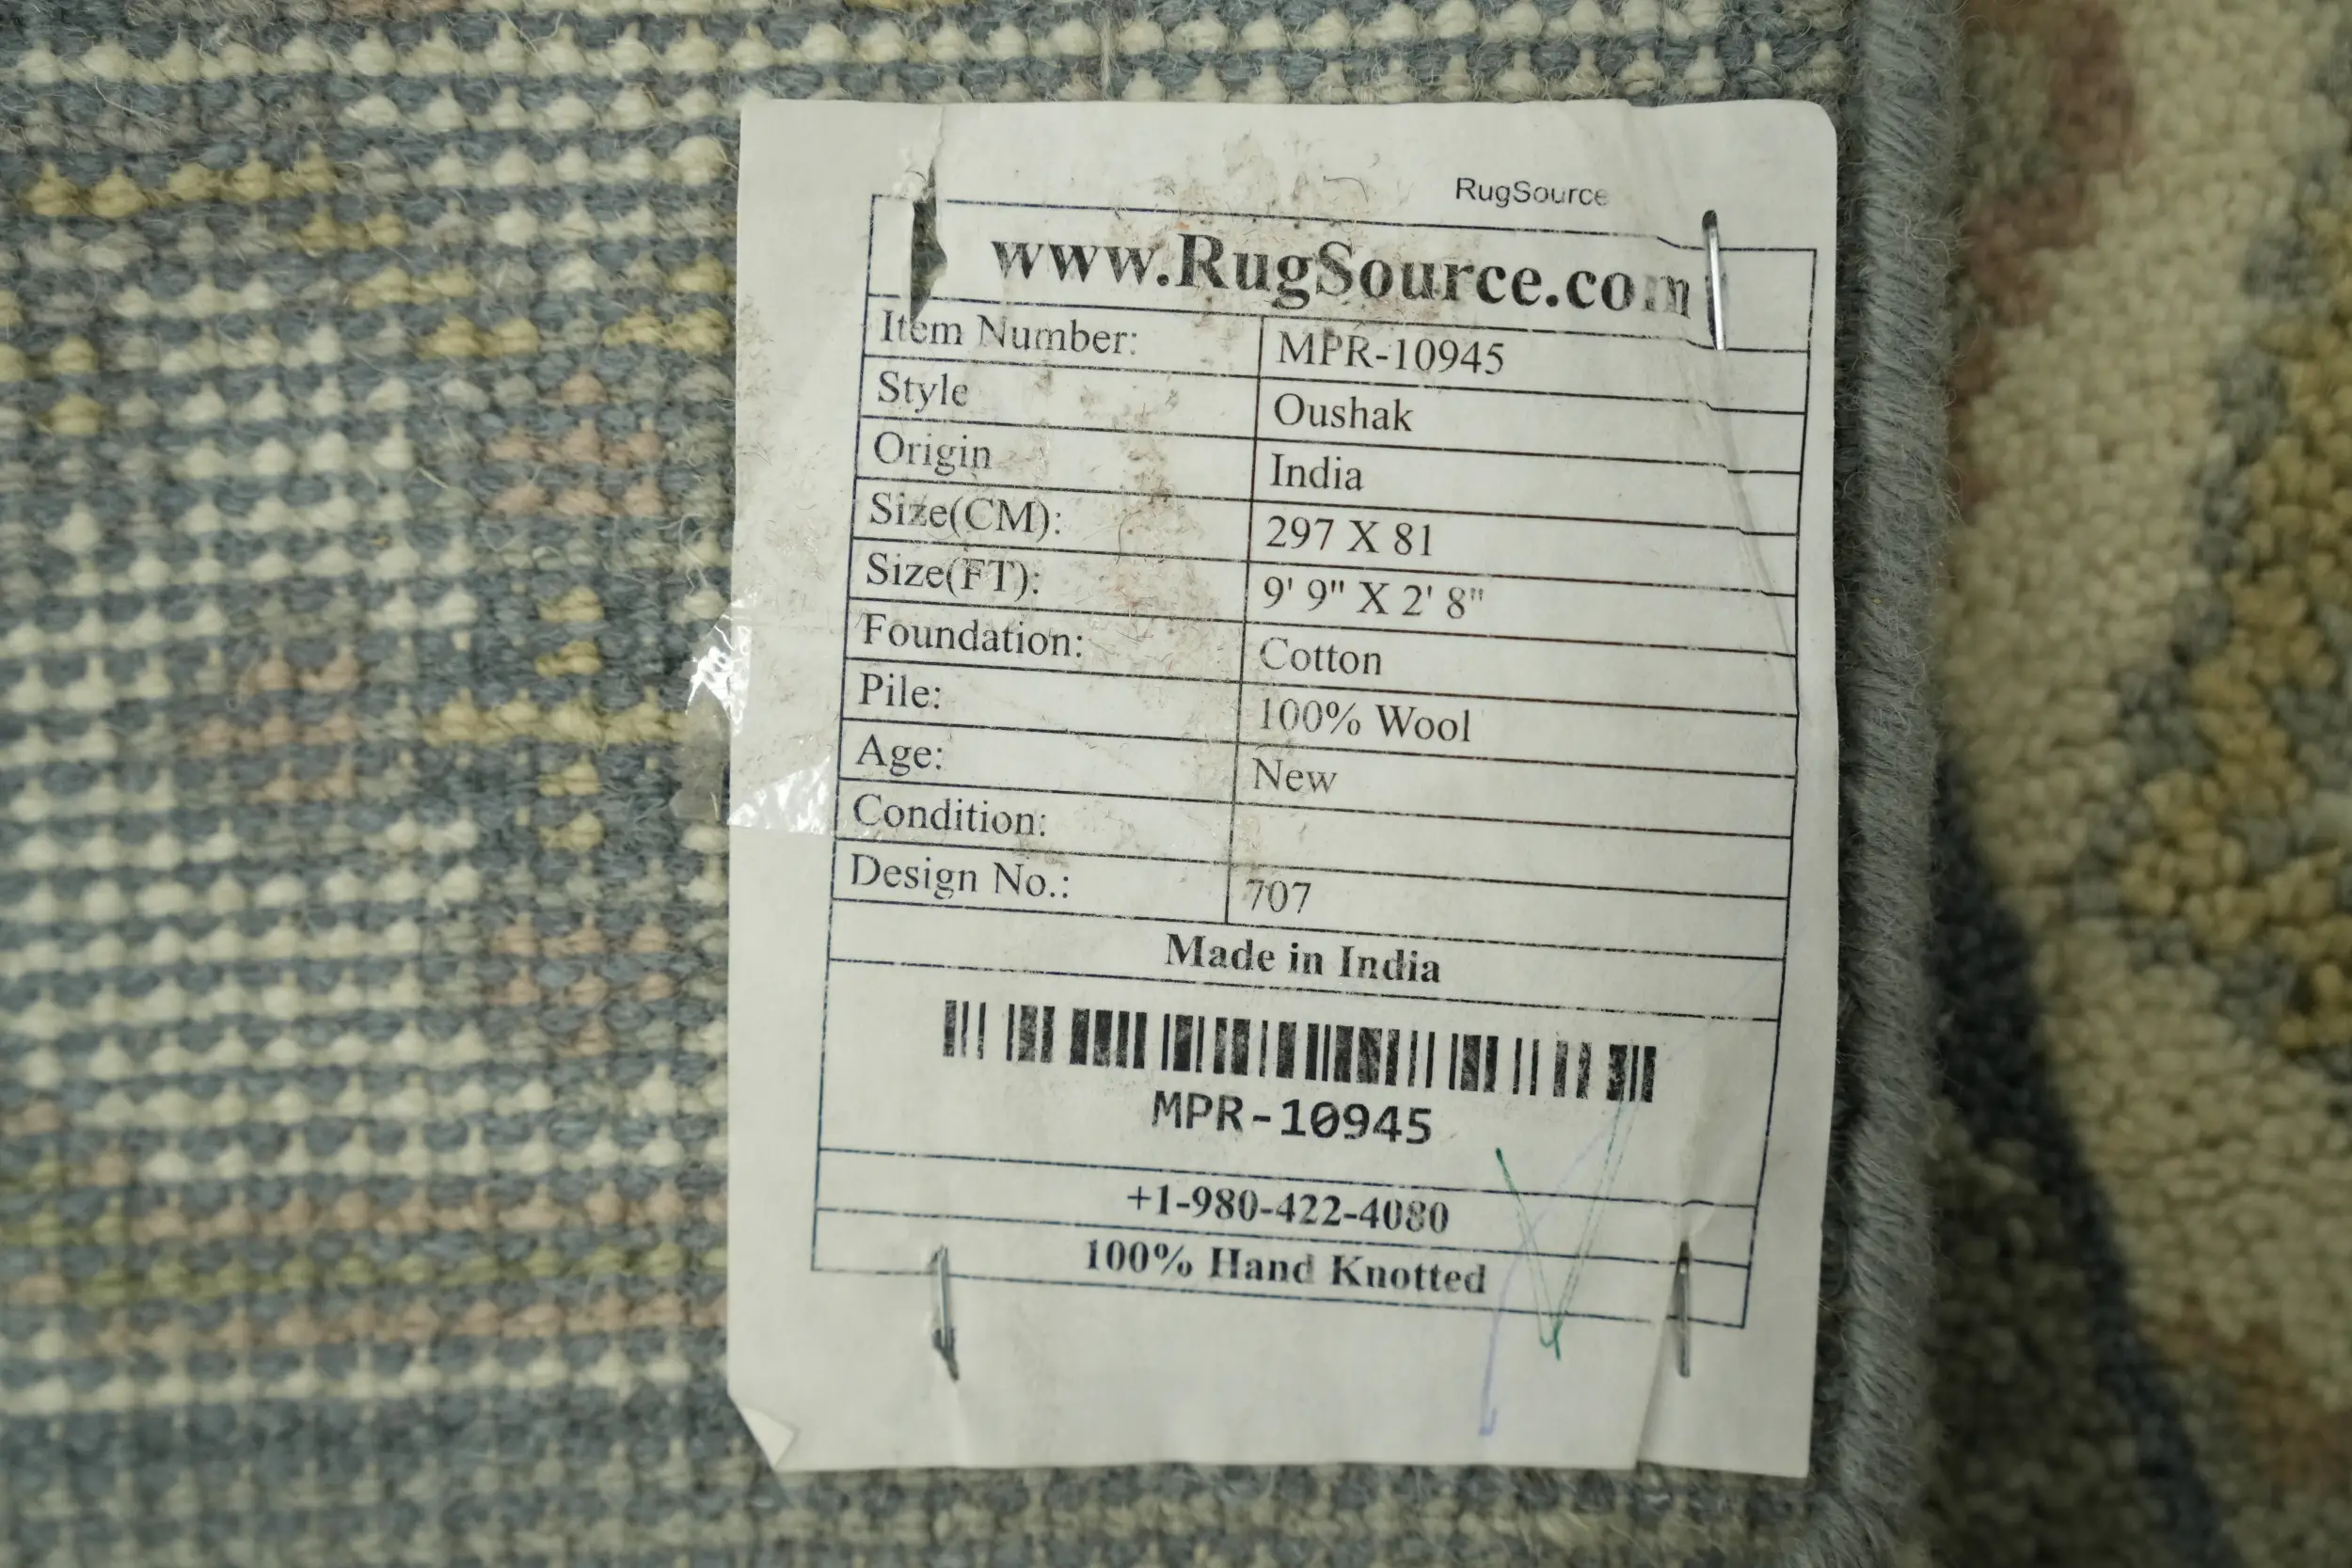 RugSource
www.RugSource.com
Item Number: MPR-10945
Style Oushak
Origin India
Size(CM): 297 X 81
Size(FT): 9' 9" X 2' 8"
Foundation: Cotton
Pile: 100% Wool
Age: New
Condition:
Design No.: 707
Made in India
MPR-10945
+1-980-422-4080
100% Hand Knotted